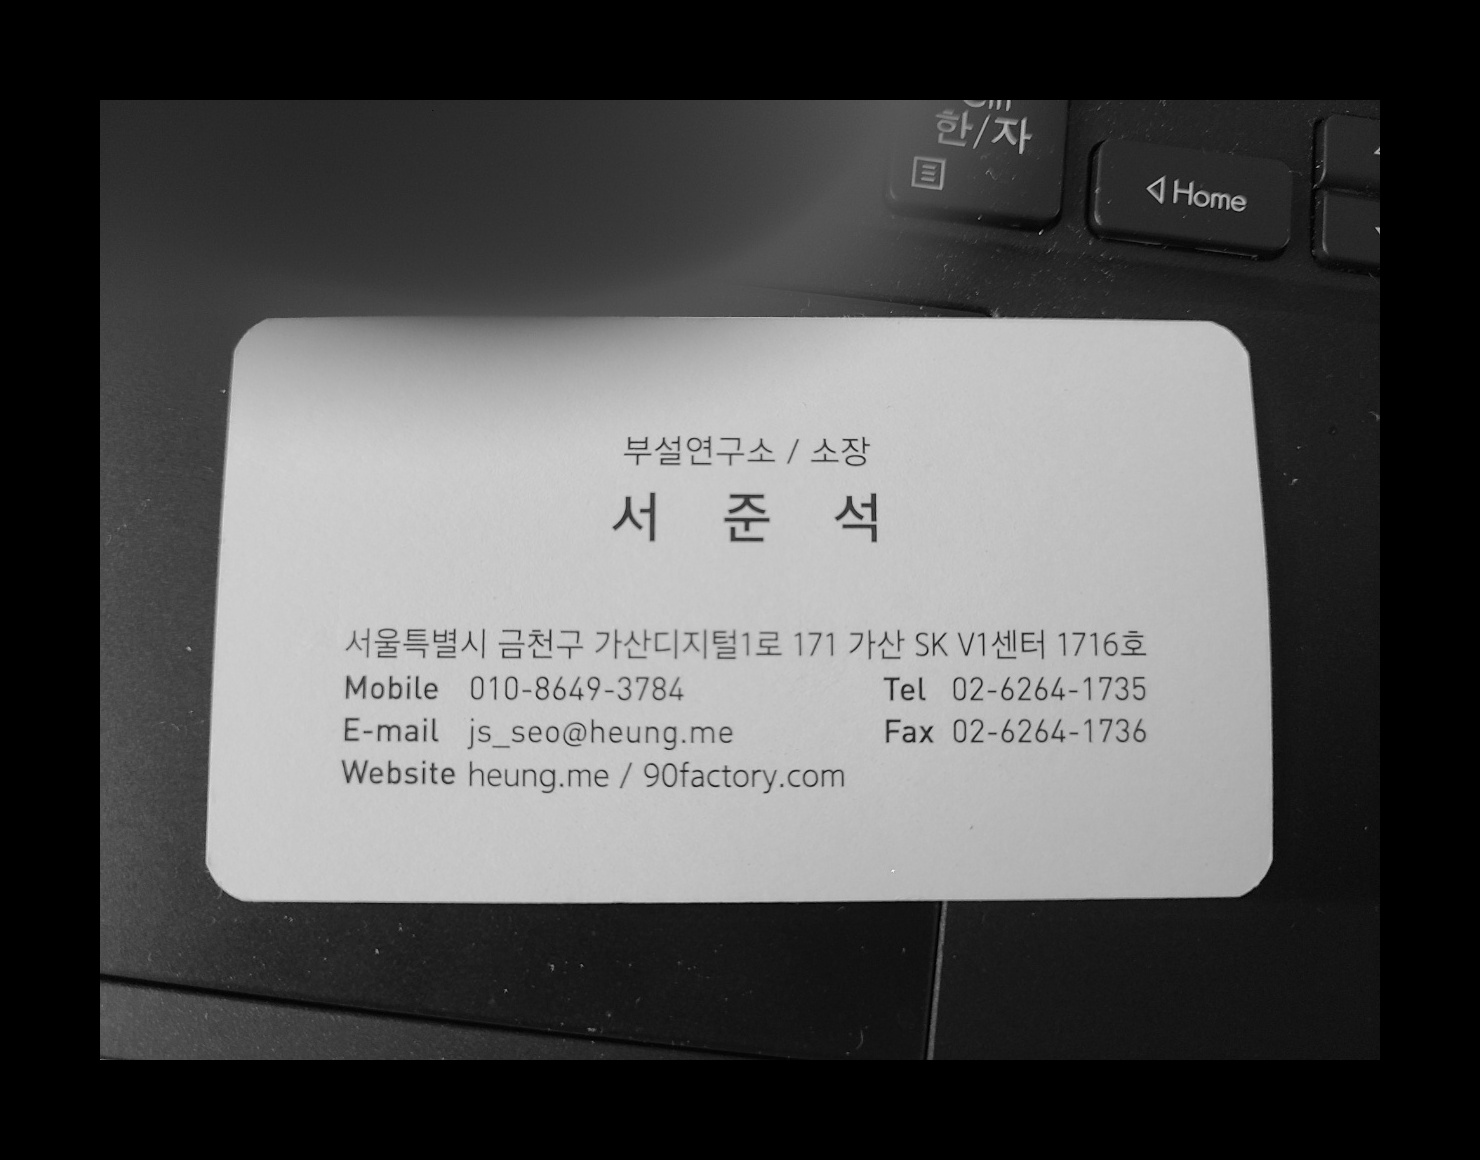 한/자
Home
부설연구소 / 소장
서 준 석
서울특별시 금천구 가산디지털1로 171 가산 SK V1센터 1716호
Mobile 010-8649-3784 Tel 02-6264-1735
E-mail js_seo@heung.me Fax 02-6264-1736
Website heung.me / 90factory.com